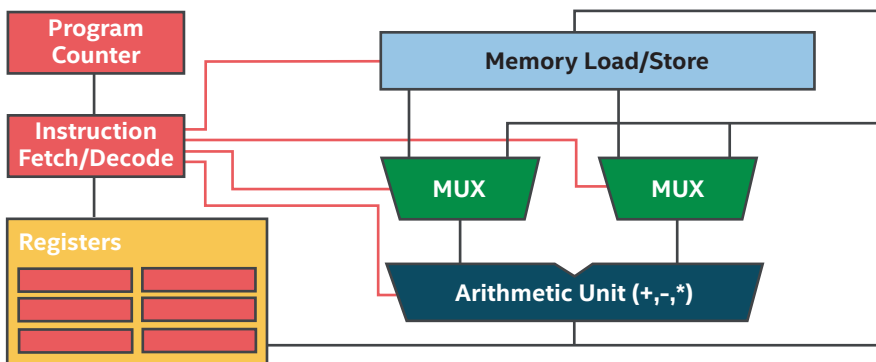 Program
Counter
Memory Load/Store
Instruction
Fetch/Decode
MUX
MUX
Registers
Arithmetic Unit (+,-,*)